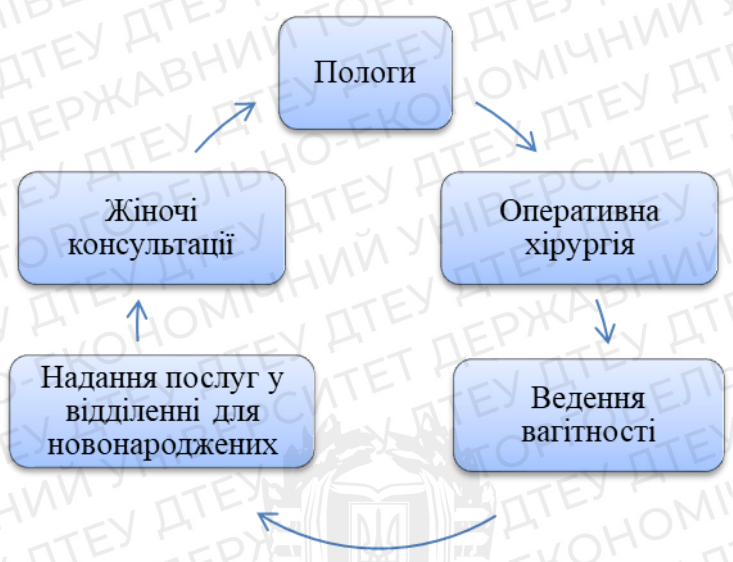 Пологи
Жіночі
консультації
Оперативна
хірургія
Надання послуг у
відділенні для
новонароджених
Ведення
вагітності